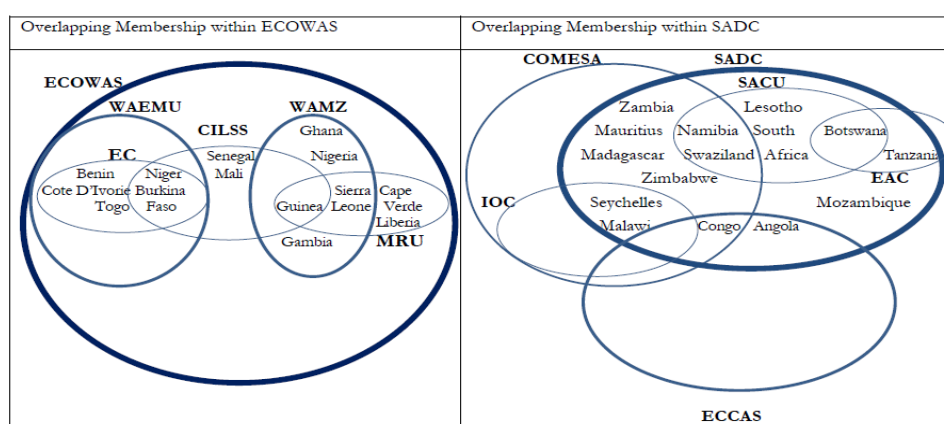 Overlapping Membership within ECOWAS
ECOWAS
WAEMU
WAMZ
CILSS
Ghana
EC
Senegal
Nigeria
Benin
Niger
Mali
Cote D'Ivorie
Burkina
Sierra
Cape
Togo
Faso
Guinea
Leone
Verde
Liberia
Gambia
MRU
Overlapping Membership within SADC
COMESA
SADC
SACU
Zambia
Lesotho
Mauritius
Namibia
South
Botswana
Madagascar
Swaziland
Africa
Tanzania
Zimbabwe
EAC
IOC
Seychelles
Mozambique
Malawi
Congo
Angola
ECCAS